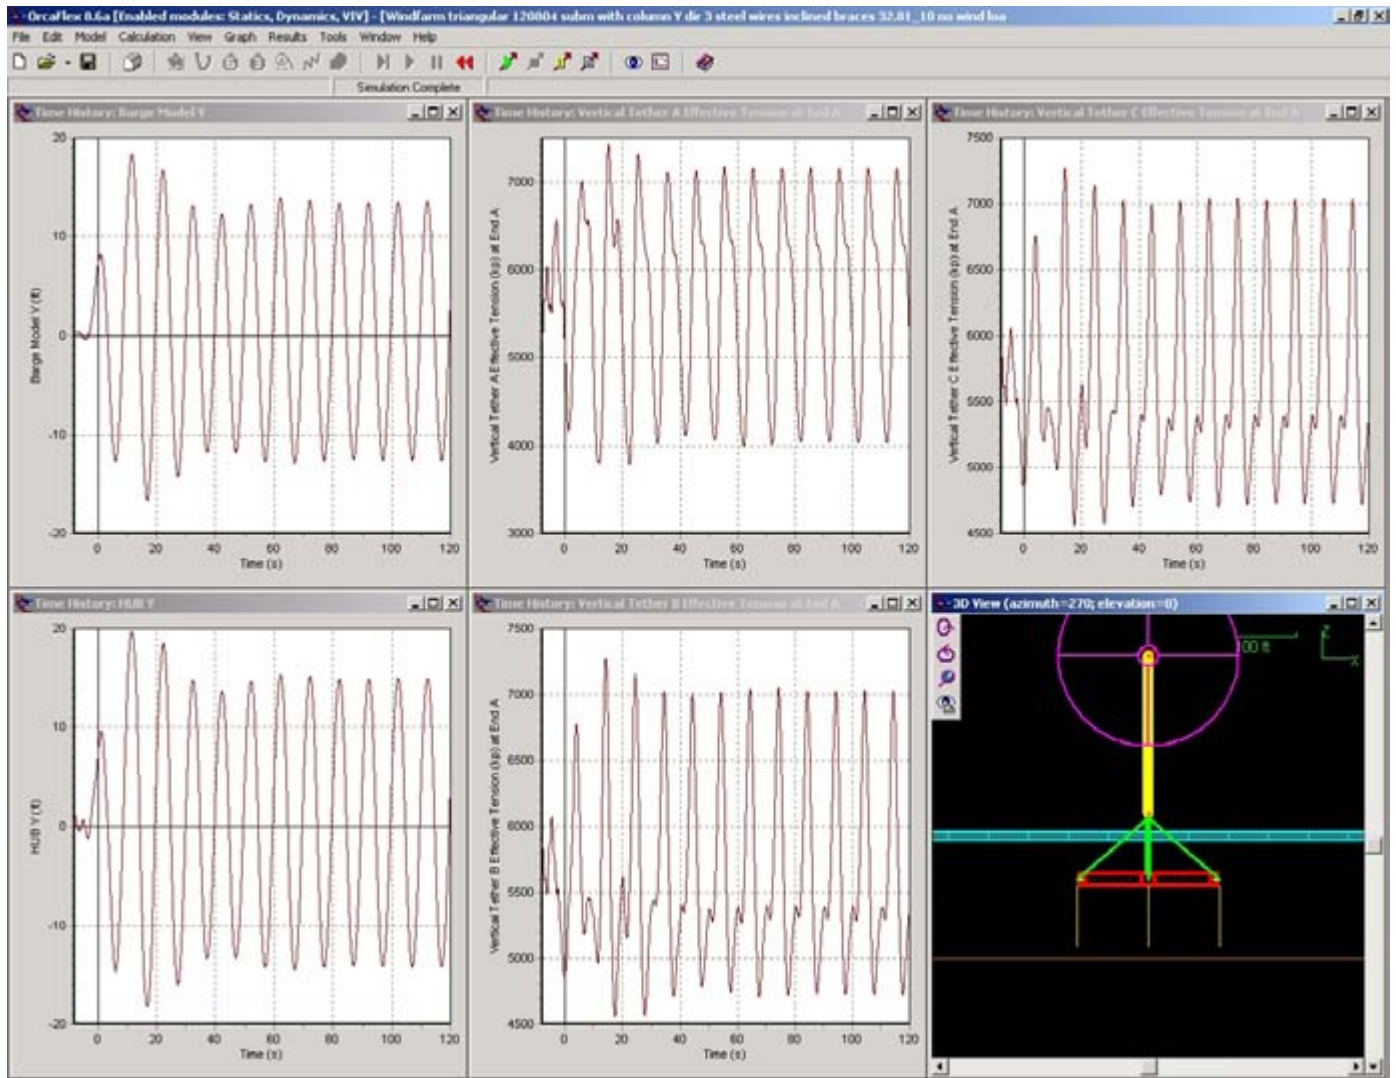 OrcaFlex 8.6a [Enabled modules: Statics, Dynamics, VIV] - [Windfarm triangular 120804 subm with column Y dir 3 steel wires inclined braces 32.81_10 no wind loa
File Edit Model Calculation View Graph Results Tools Window Help
Simulation Complete
Time History: Barge Model Y
20
10
0
-10
-20
Barge Model Y (ft)
0 20 40 60 80 100 120
Time (s)
Time History: Vertical Tether A Effective Tension at End A
7000
6000
5000
4000
3000
Vertical Tether A Effective Tension (kip) at End A
0 20 40 60 80 100 120
Time (s)
Time History: Vertical Tether C Effective Tension at End A
7500
7000
6500
6000
5500
5000
4500
Vertical Tether C Effective Tension (kip) at End A
0 20 40 60 80 100 120
Time (s)
Time History: HUB Y
20
10
0
-10
-20
HUB Y (ft)
0 20 40 60 80 100 120
Time (s)
Time History: Vertical Tether B Effective Tension at End A
7500
7000
6500
6000
5500
5000
4500
Vertical Tether B Effective Tension (kip) at End A
0 20 40 60 80 100 120
Time (s)
3D View (azimuth=270; elevation=0)
00 ft
Z
X